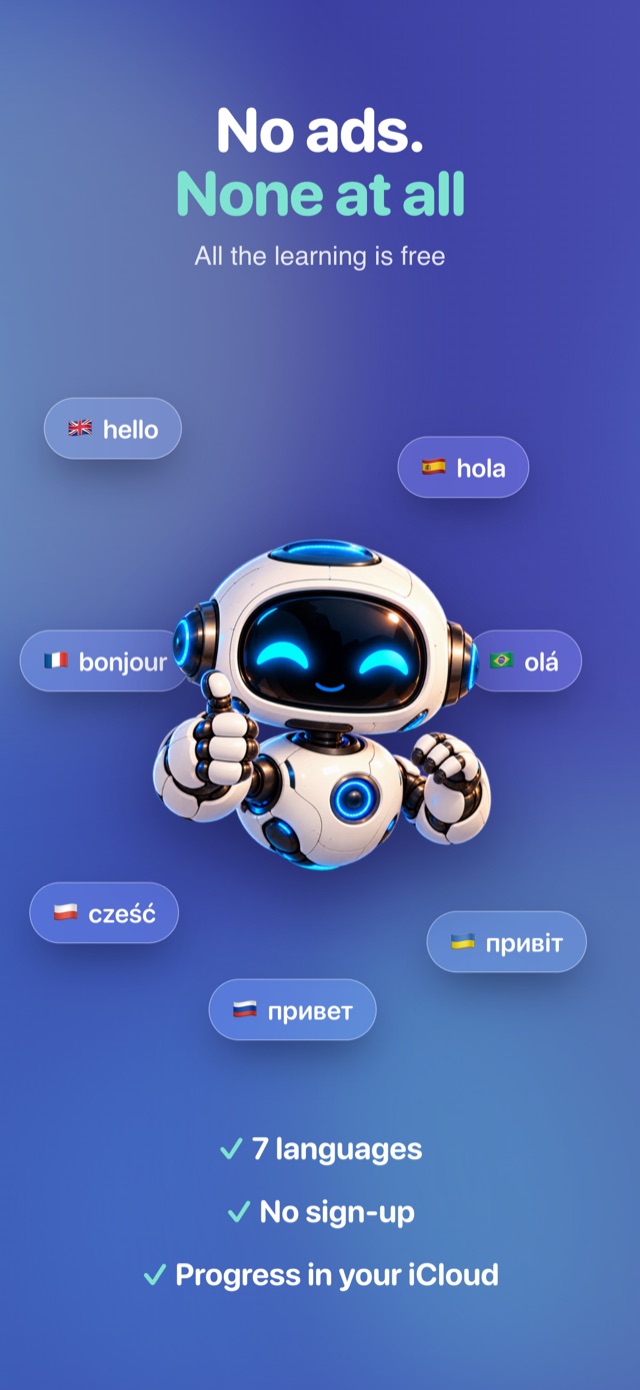 No ads.
None at all
All the learning is free
hello
hola
bonjour
olá
cześć
привіт
привет
7 languages
No sign-up
Progress in your iCloud